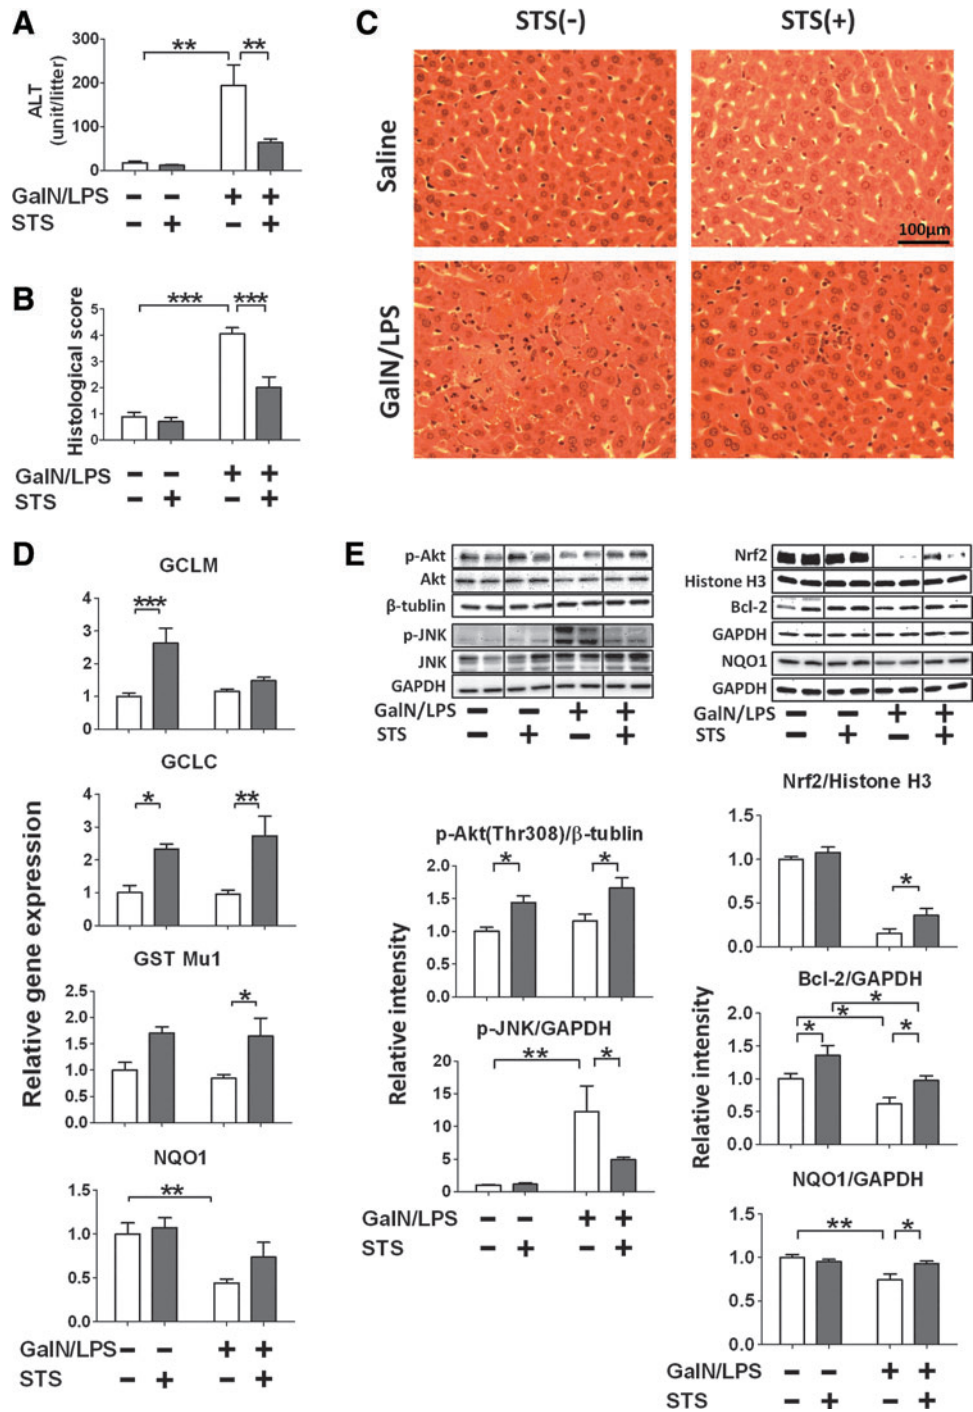 A
ALT
(unit/litter)
300
200
100
0
** **
GalN/LPS − − + +
STS − + − +
B
Histological score
5
4
3
2
1
0
*** ***
GalN/LPS − − + +
STS − + − +
C
STS(-) STS(+)
Saline
100µm
GalN/LPS
D
Relative gene expression
GCLM
4
3
2
1
0
***
GCLC
4
3
2
1
0
* **
GST Mu1
2.5
2.0
1.5
1.0
0.5
0.0
*
NQO1
1.5
1.0
0.5
0.0
**
GalN/LPS − − + +
STS − + − +
E
p-Akt
Akt
β-tublin
p-JNK
JNK
GAPDH
GalN/LPS − − + +
STS − + − +
Nrf2
Histone H3
Bcl-2
GAPDH
NQO1
GAPDH
GalN/LPS − − + +
STS − + − +
Relative intensity
p-Akt(Thr308)/β-tublin
2.0
1.5
1.0
0.5
0.0
* *
p-JNK/GAPDH
20
15
10
5
0
** *
GalN/LPS − − + +
STS − + − +
Relative intensity
Nrf2/Histone H3
1.5
1.0
0.5
0.0
*
Bcl-2/GAPDH
2.0
1.5
1.0
0.5
0.0
*
*
* *
NQO1/GAPDH
1.5
1.0
0.5
0.0
** *
GalN/LPS − − + +
STS − + − +